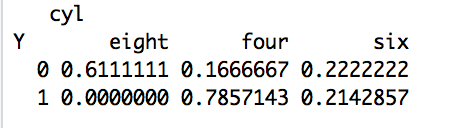 cyl
Y eight four six
0 0.6111111 0.1666667 0.2222222
1 0.0000000 0.7857143 0.2142857